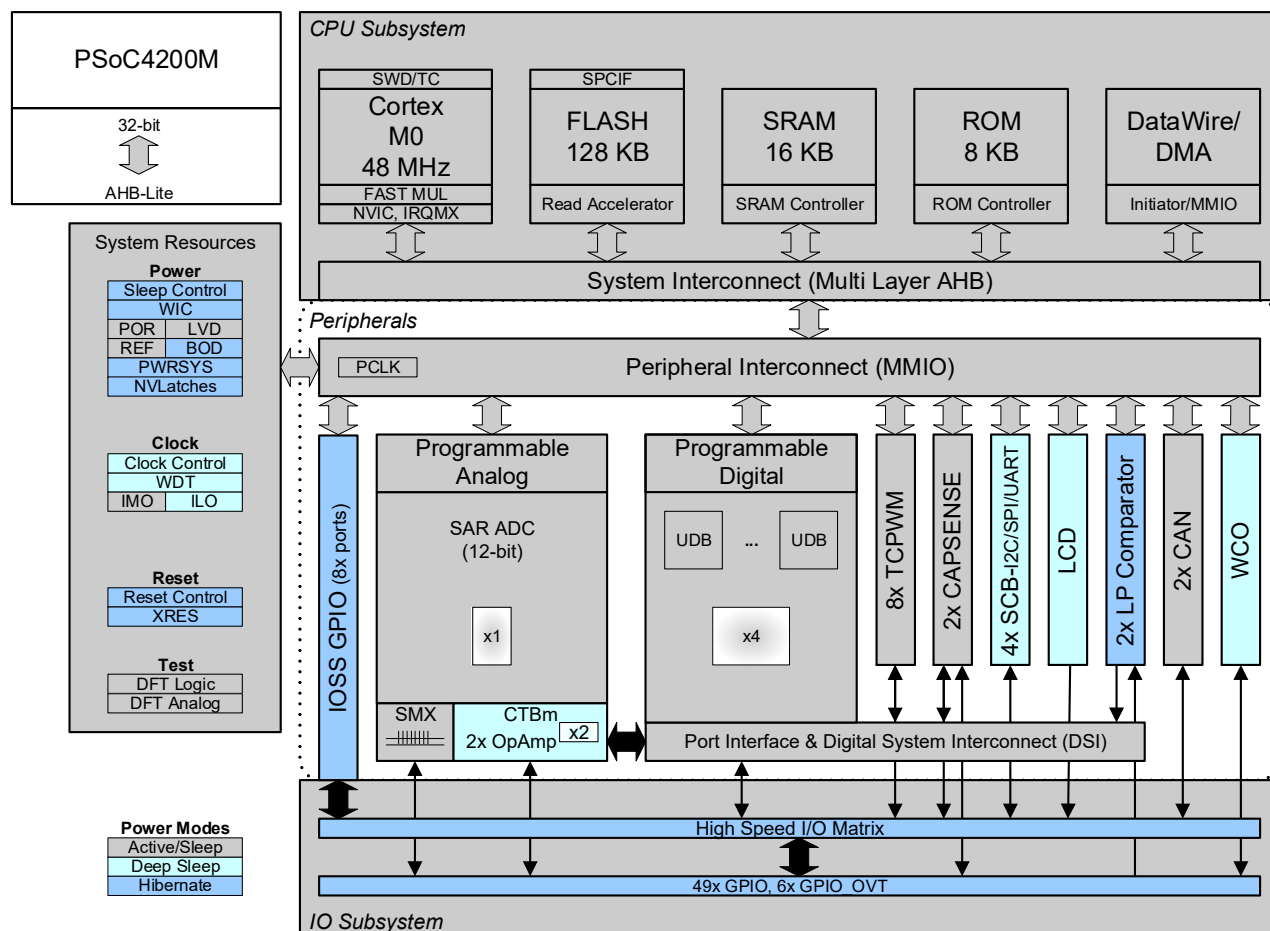 PSoC4200M
32-bit
AHB-Lite
CPU Subsystem
SWD/TC
Cortex
M0
48 MHz
FAST MUL
NVIC, IRQMX
SPCIF
FLASH
128 KB
Read Accelerator
SRAM
16 KB
SRAM Controller
ROM
8 KB
ROM Controller
DataWire/
DMA
Initiator/MMIO
System Interconnect (Multi Layer AHB)
System Resources
Power
Sleep Control
WIC
POR LVD
REF BOD
PWRSYS
NVLatches
Clock
Clock Control
WDT
IMO ILO
Reset
Reset Control
XRES
Test
DFT Logic
DFT Analog
Peripherals
PCLK
Peripheral Interconnect (MMIO)
IOSS GPIO (8x ports)
Programmable
Analog
SAR ADC
(12-bit)
x1
SMX
CTBm
2x OpAmp
x2
Programmable
Digital
UDB ... UDB
x4
8x TCPWM
2x CAPSENSE
4x SCB-I2C/SPI/UART
LCD
2x LP Comparator
2x CAN
WCO
Port Interface & Digital System Interconnect (DSI)
Power Modes
Active/Sleep
Deep Sleep
Hibernate
High Speed I/O Matrix
49x GPIO, 6x GPIO_OVT
IO Subsystem